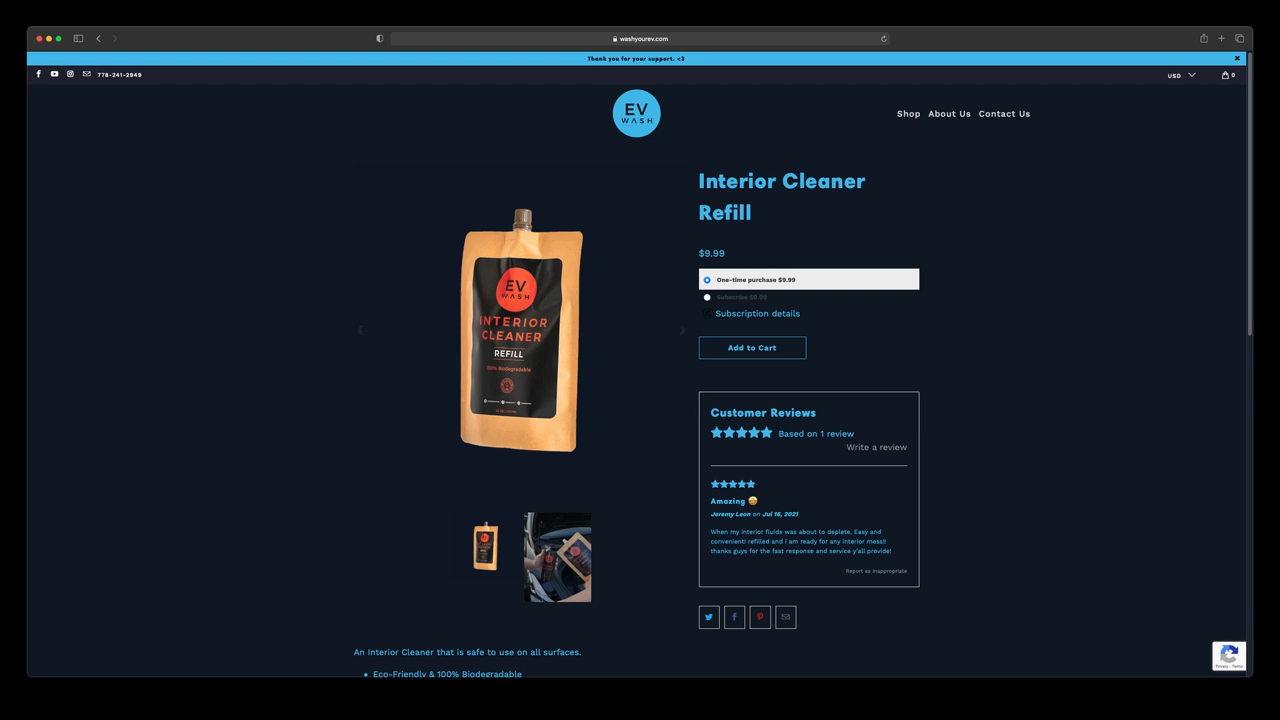 washyourev.com
Thank you for your support. <3
778-241-2949
USD
0
EV
WASH
Shop About Us Contact Us
Interior Cleaner
Refill
$9.99
One-time purchase $9.99
Subscription details
Add to Cart
EV
WASH
INTERIOR
CLEANER
REFILL
100% Biodegradable
Customer Reviews
Based on 1 review
Write a review
Amazing 🤩
Jeremy Leon on Jul 16, 2021
When my interior fluids was about to deplete. Easy and
convenient! refilled and i am ready for any interior mess!!
thanks guys for the fast response and service y'all provide!
Report as Inappropriate
An Interior Cleaner that is safe to use on all surfaces.
• Eco-Friendly & 100% Biodegradable
Privacy - Terms